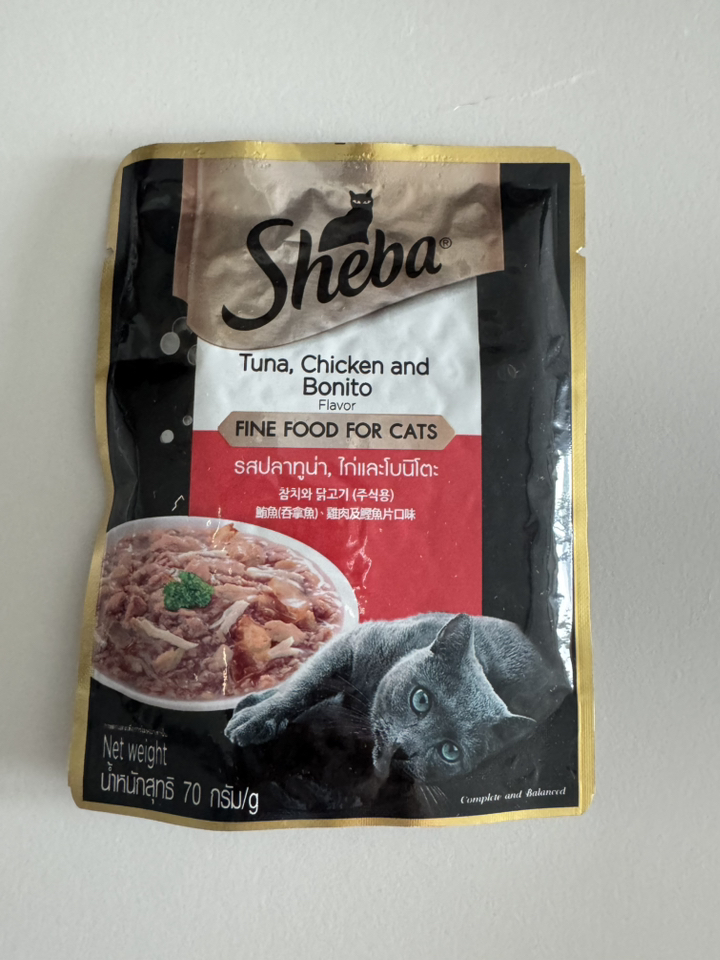 Sheba®
Tuna, Chicken and
Bonito
Flavor
FINE FOOD FOR CATS
รสปลาทูน่า, ไก่และโบนิโตะ
참치와 닭고기 (주식용)
鮪魚(吞拿魚)、雞肉及鰹魚片口味
Net weight
น้ำหนักสุทธิ 70 กรัม/g
Complete and Balanced